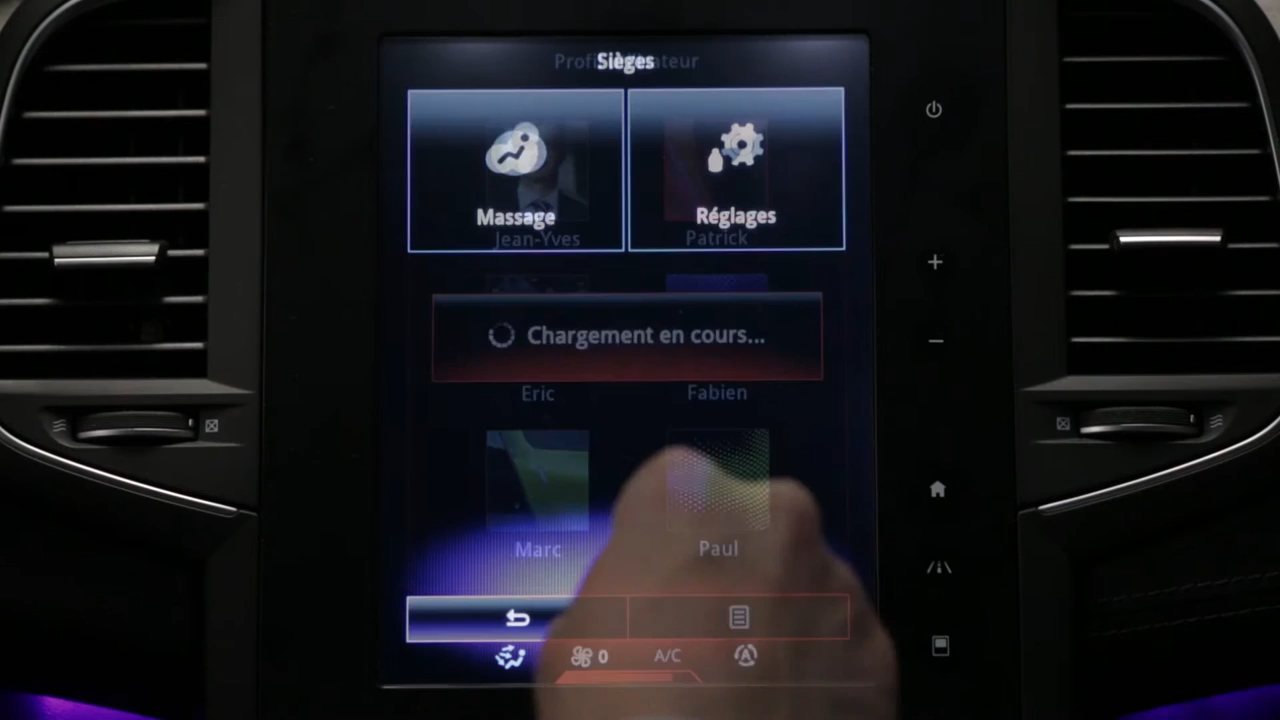 Sièges
Massage
Réglages
Jean-Yves
Patrick
Chargement en cours...
Eric
Fabien
Marc
Paul
0
A/C